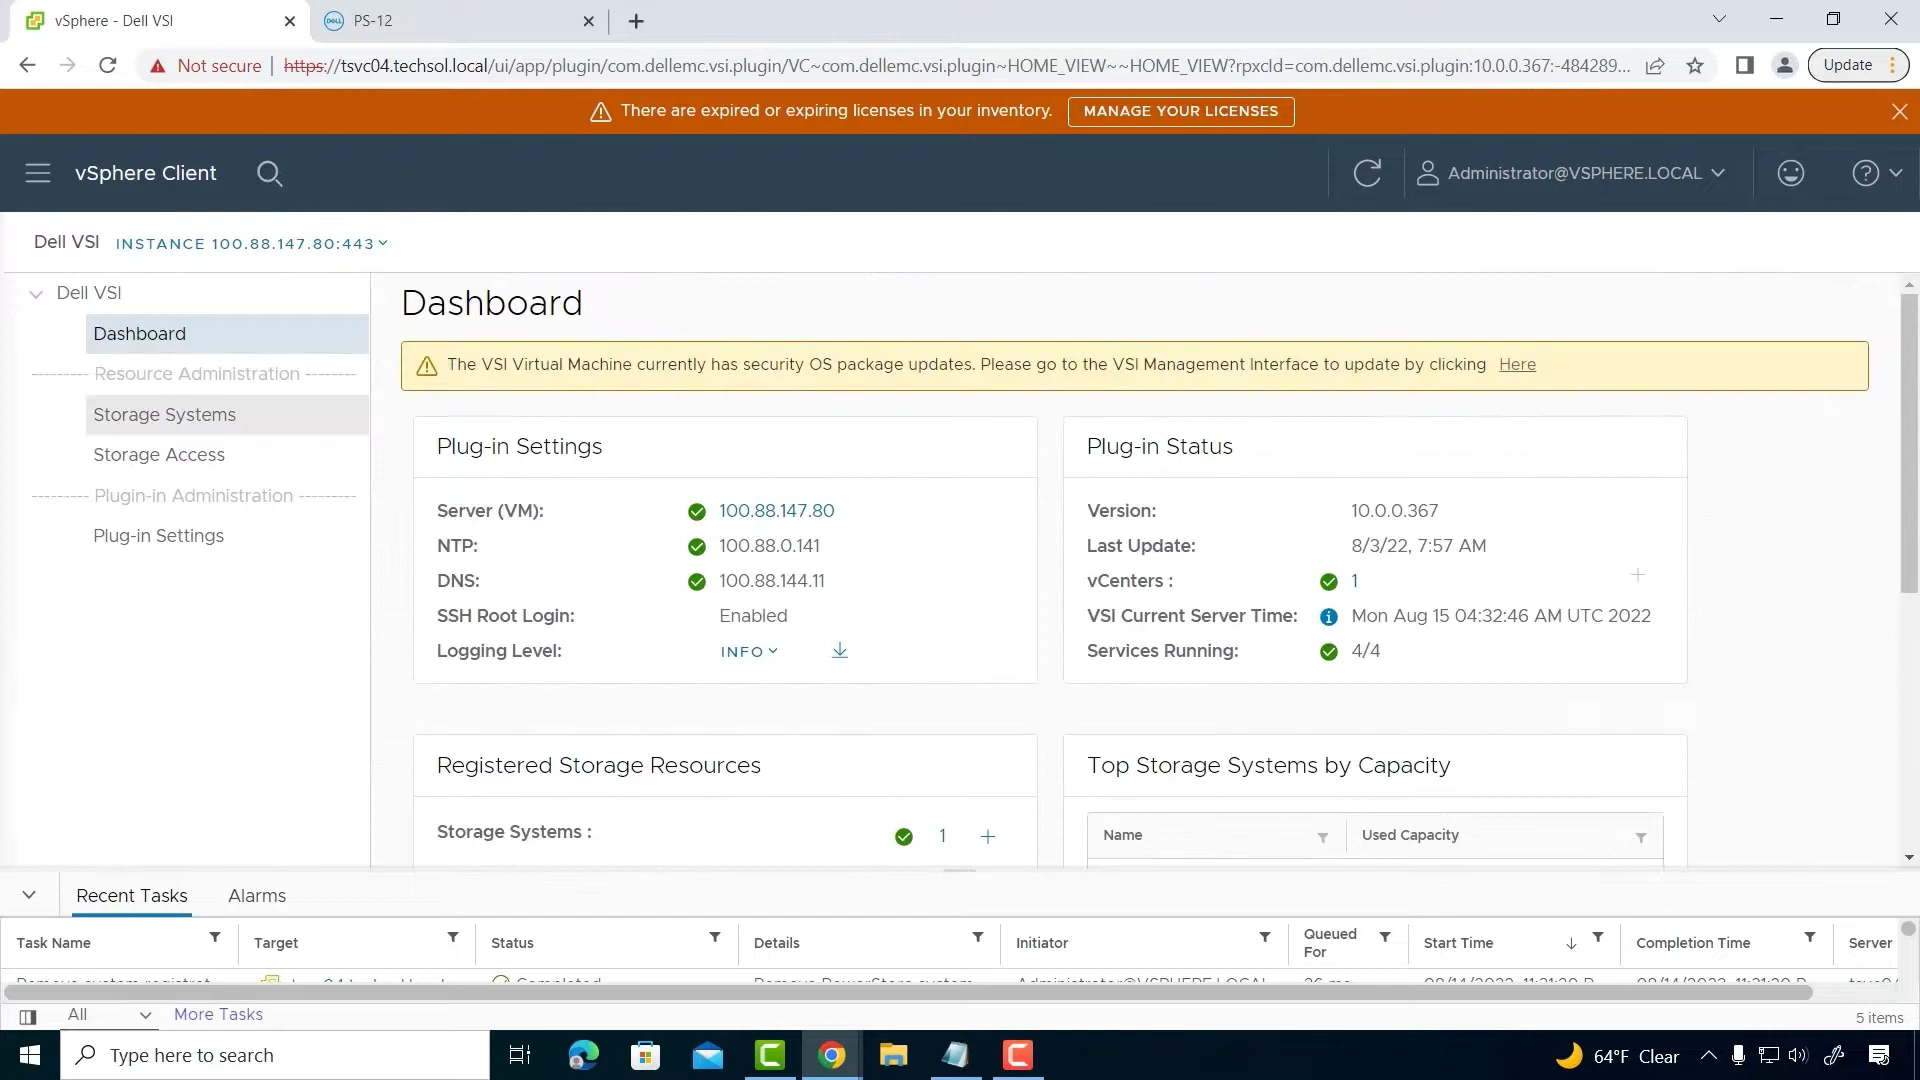 vSphere - Dell VSI
PS-12
Not secure | https://tsvc04.techsol.local/ui/app/plugin/com.dellemc.vsi.plugin/VC~com.dellemc.vsi.plugin~HOME_VIEW~~HOME_VIEW?rpxcId=com.dellemc.vsi.plugin:10.0.0.367:-484289...
Update
There are expired or expiring licenses in your inventory. MANAGE YOUR LICENSES
vSphere Client
Administrator@VSPHERE.LOCAL
Dell VSI INSTANCE 100.88.147.80:443
Dell VSI
Dashboard
Resource Administration
Storage Systems
Storage Access
Plugin-in Administration
Plug-in Settings
Dashboard
The VSI Virtual Machine currently has security OS package updates. Please go to the VSI Management Interface to update by clicking Here
Plug-in Settings
Server (VM): 100.88.147.80
NTP: 100.88.0.141
DNS: 100.88.144.11
SSH Root Login: Enabled
Logging Level: INFO
Plug-in Status
Version: 10.0.0.367
Last Update: 8/3/22, 7:57 AM
vCenters : 1
VSI Current Server Time: Mon Aug 15 04:32:46 AM UTC 2022
Services Running: 4/4
Registered Storage Resources
Storage Systems : 1
Top Storage Systems by Capacity
Name Used Capacity
Recent Tasks Alarms
Task Name Target Status Details Initiator Queued For Start Time Completion Time Server
All More Tasks
5 items
Type here to search
64°F Clear